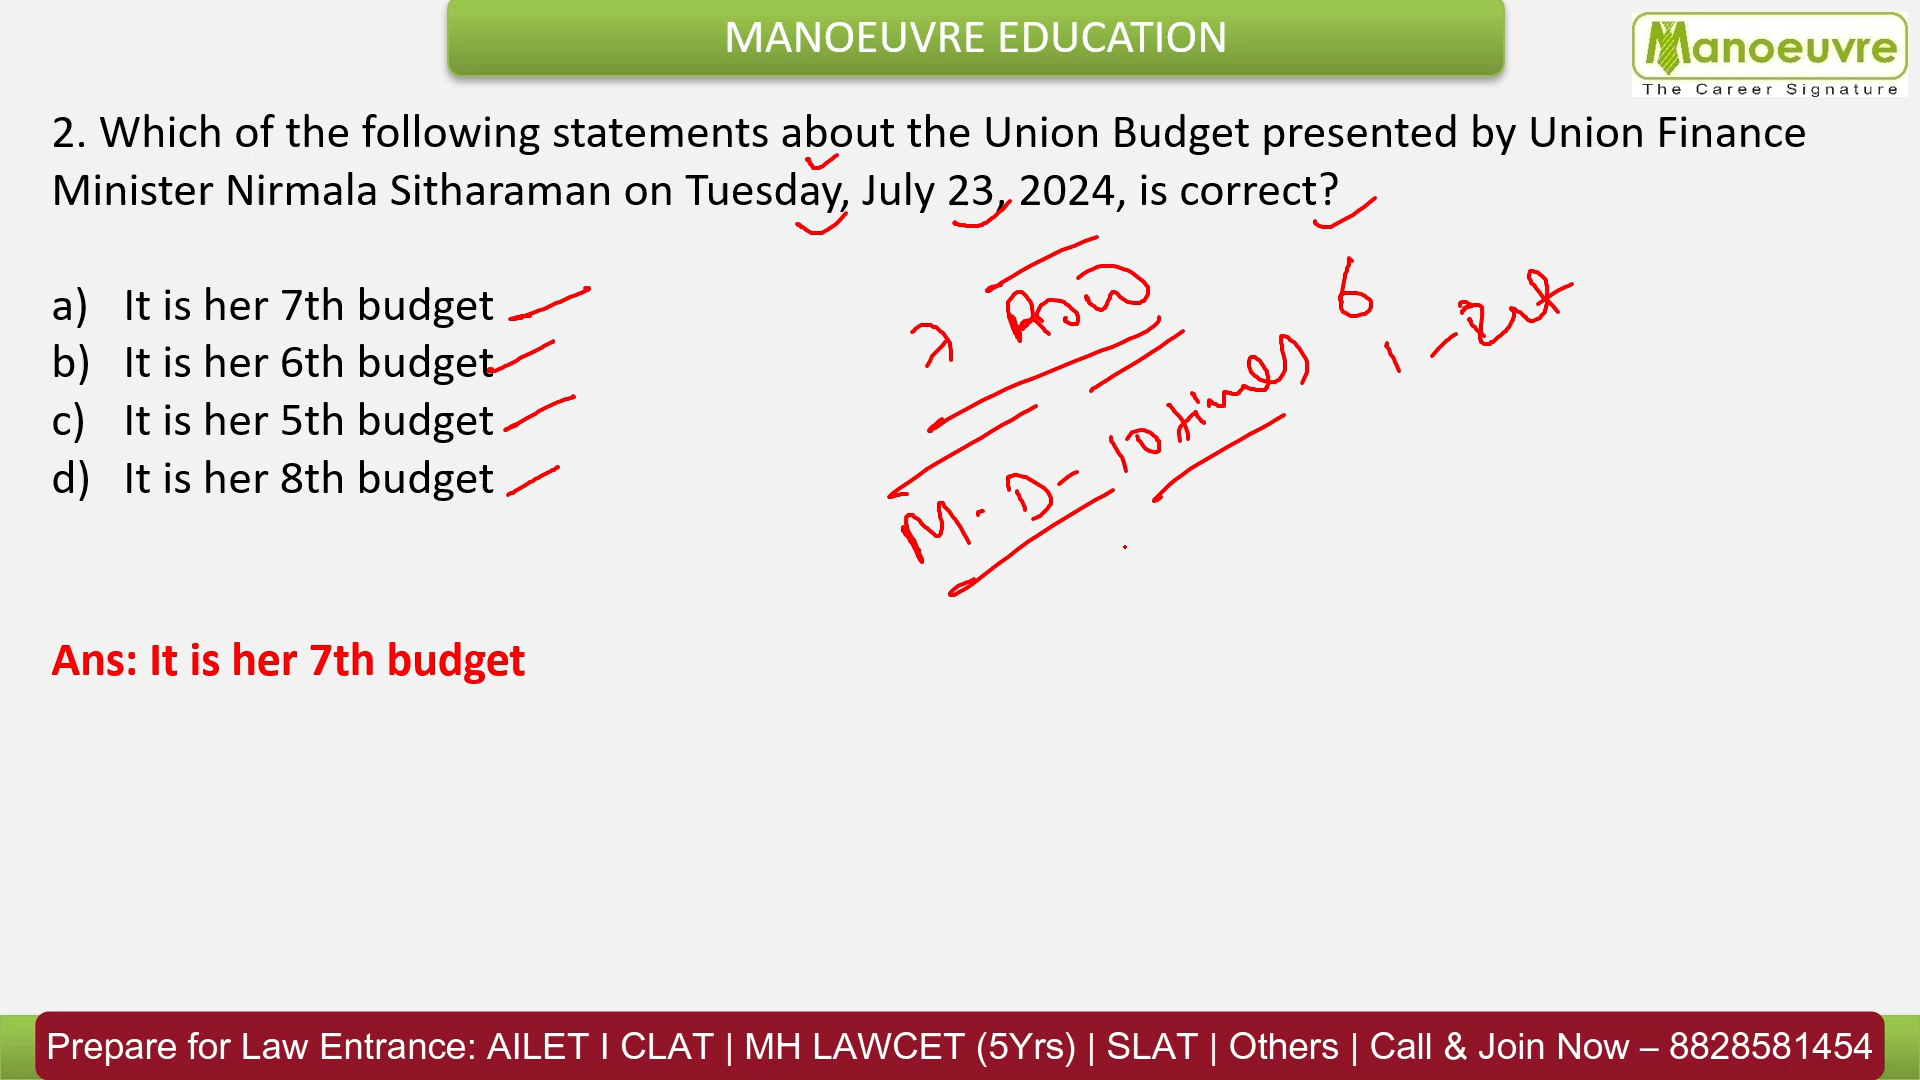 MANOEUVRE EDUCATION
Manoeuvre
The Career Signature
2. Which of the following statements about the Union Budget presented by Union Finance
Minister Nirmala Sitharaman on Tuesday, July 23, 2024, is correct?
a) It is her 7th budget
b) It is her 6th budget
c) It is her 5th budget
d) It is her 8th budget
6
M. D - 10 times
Ans: It is her 7th budget
Prepare for Law Entrance: AILET I CLAT | MH LAWCET (5Yrs) | SLAT | Others | Call & Join Now – 8828581454